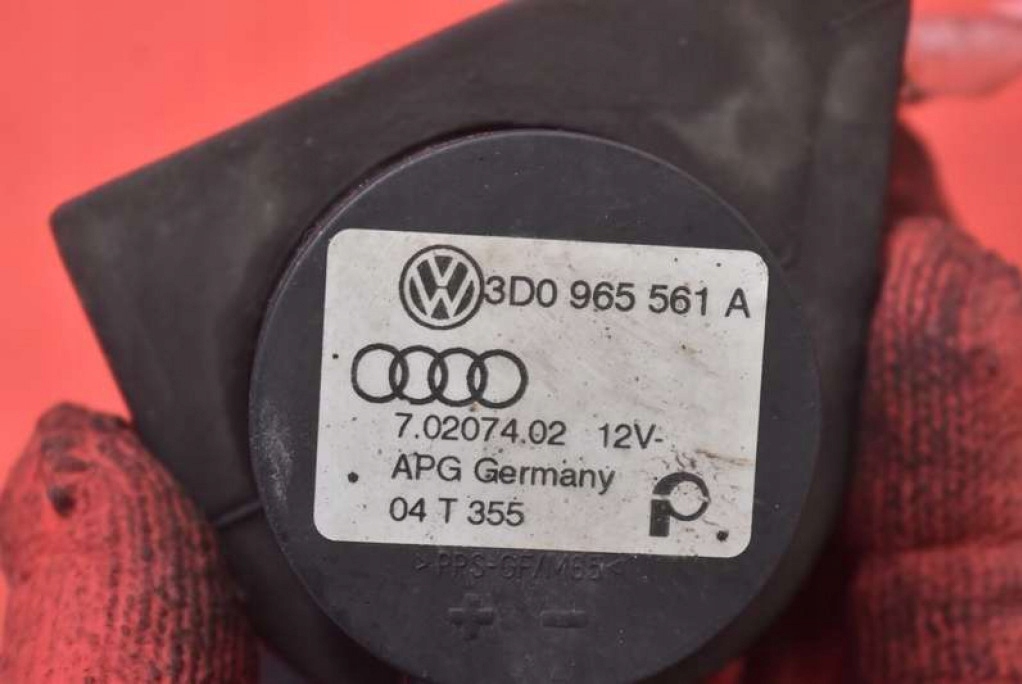 3D0 965 561 A
7.02074.02 12V-
APG Germany
04 T 355
>PPS-GF/M65<
+ -